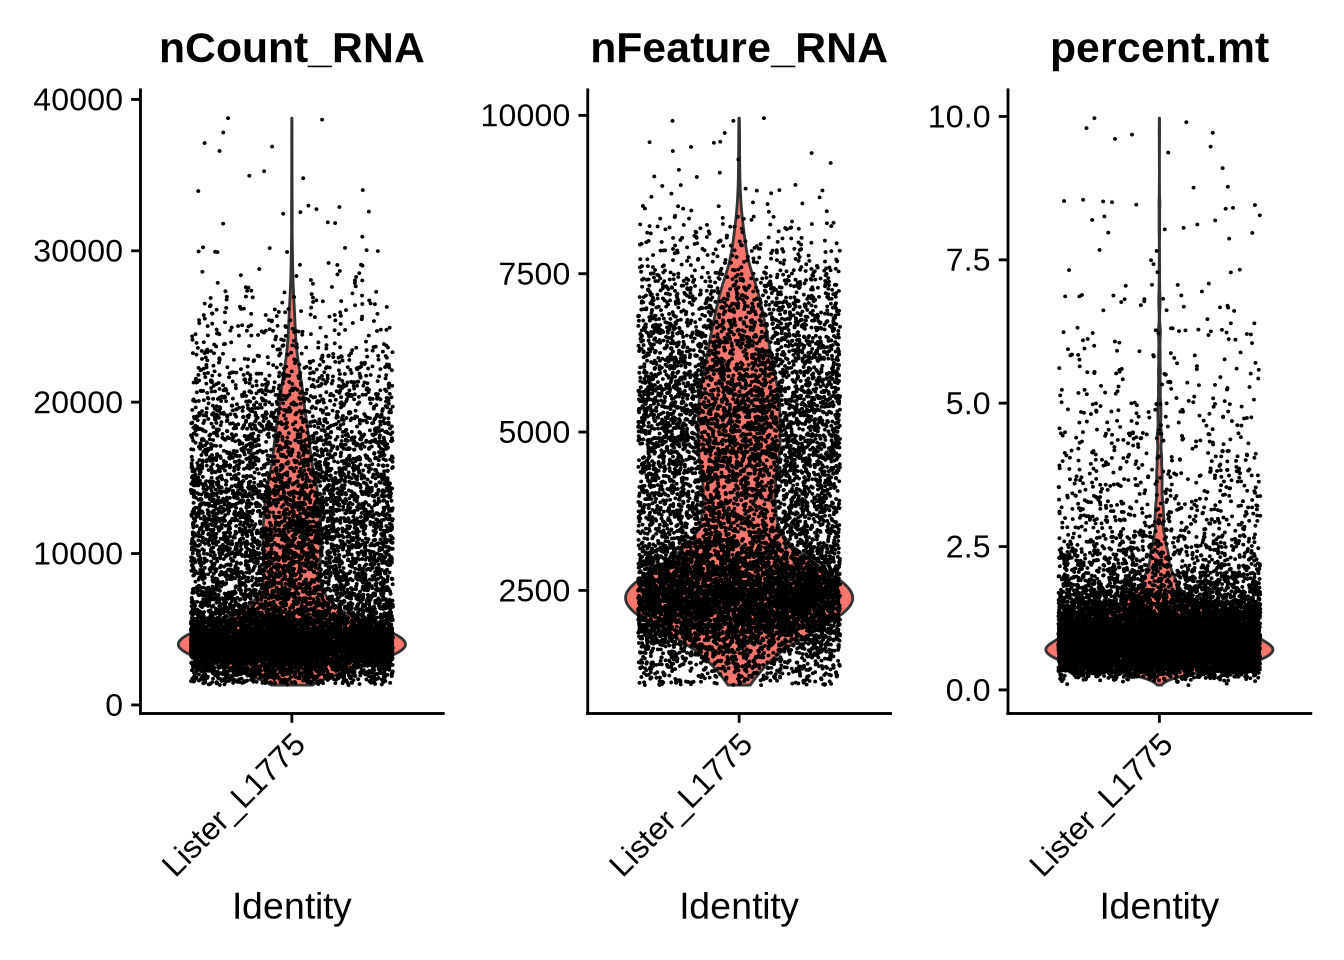 nCount_RNA
40000
30000
20000
10000
0
Lister_L1775
Identity
nFeature_RNA
10000
7500
5000
2500
Lister_L1775
Identity
percent.mt
10.0
7.5
5.0
2.5
0.0
Lister_L1775
Identity